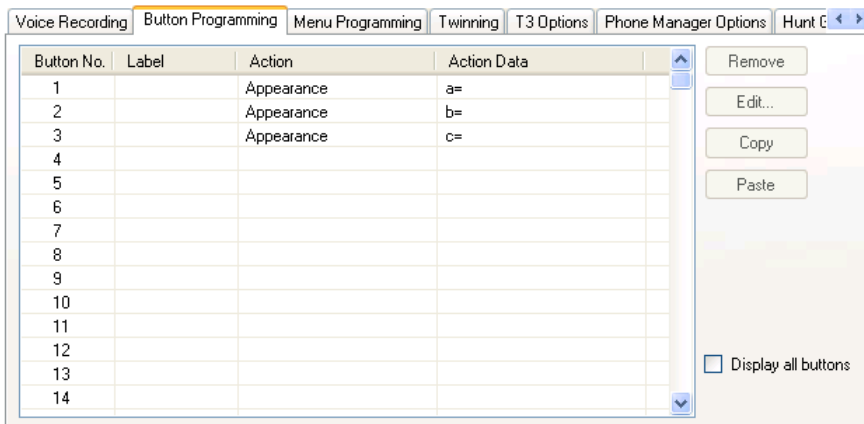 Voice Recording Button Programming Menu Programming Twinning T3 Options Phone Manager Options Hunt
Button No. Label Action Action Data
Remove
1 Appearance a=
Edit...
2 Appearance b=
3 Appearance c=
Copy
4
5
Paste
6
7
8
9
10
11
12
Display all buttons
13
14